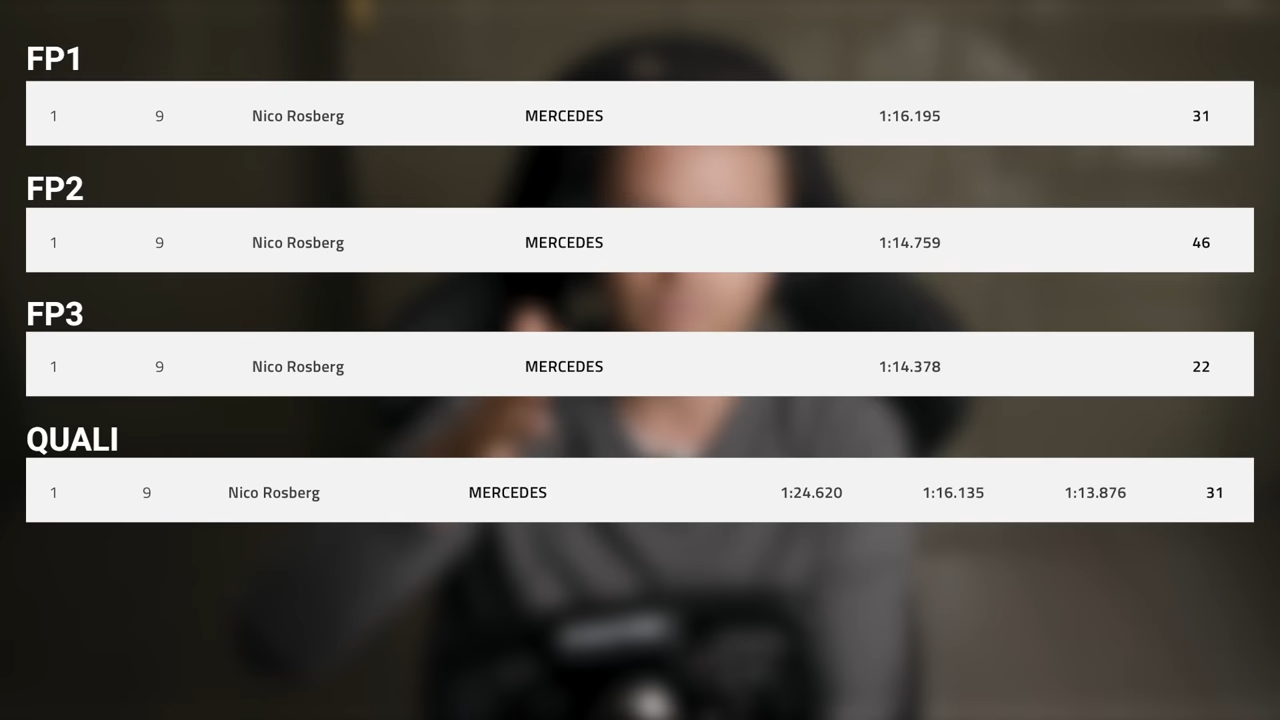 FP1
1 9 Nico Rosberg MERCEDES 1:16.195 31
FP2
1 9 Nico Rosberg MERCEDES 1:14.759 46
FP3
1 9 Nico Rosberg MERCEDES 1:14.378 22
QUALI
1 9 Nico Rosberg MERCEDES 1:24.620 1:16.135 1:13.876 31